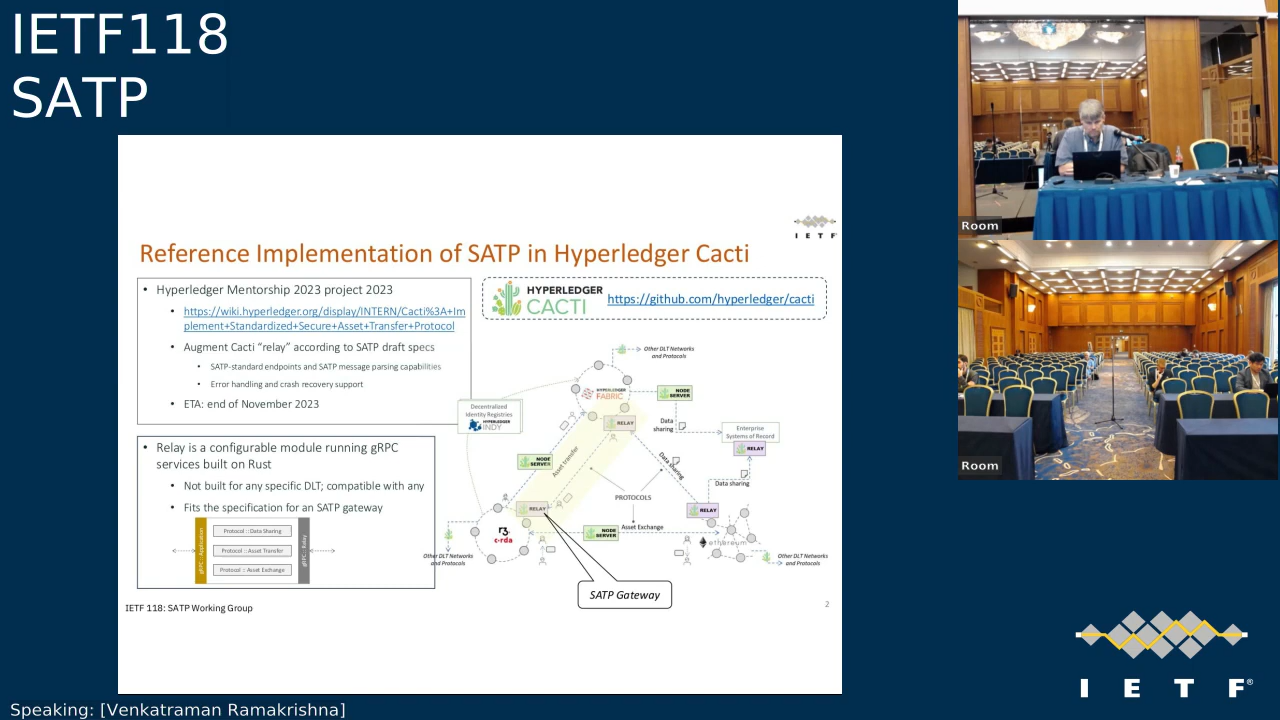 IETF118
SATP
Room
Room
I E T F
Reference Implementation of SATP in Hyperledger Cacti
• Hyperledger Mentorship 2023 project 2023
• https://wiki.hyperledger.org/display/INTERN/Cacti%3A+Im
plement+Standardized+Secure+Asset+Transfer+Protocol
• Augment Cacti “relay” according to SATP draft specs
• SATP-standard endpoints and SATP message parsing capabilities
• Error handling and crash recovery support
• ETA: end of November 2023
• Relay is a configurable module running gRPC
services built on Rust
• Not built for any specific DLT; compatible with any
• Fits the specification for an SATP gateway
gRPC :: Application
Protocol :: Data Sharing
Protocol :: Asset Transfer
Protocol :: Asset Exchange
gRPC :: Relay
HYPERLEDGER
CACTI
https://github.com/hyperledger/cacti
Other DLT Networks
and Protocols
HYPERLEDGER
FABRIC
NODE
SERVER
Decentralized
Identity Registries
HYPERLEDGER
INDY
RELAY
Data
sharing
Enterprise
Systems of Record
RELAY
NODE
SERVER
Asset transfer
Data sharing
Data sharing
PROTOCOLS
RELAY
RELAY
r3.
c·rda
NODE
SERVER
Asset Exchange
ethereum
Other DLT Networks
and Protocols
Other DLT Networks
and Protocols
SATP Gateway
IETF 118: SATP Working Group
2
I E T F®
Speaking: [Venkatraman Ramakrishna]